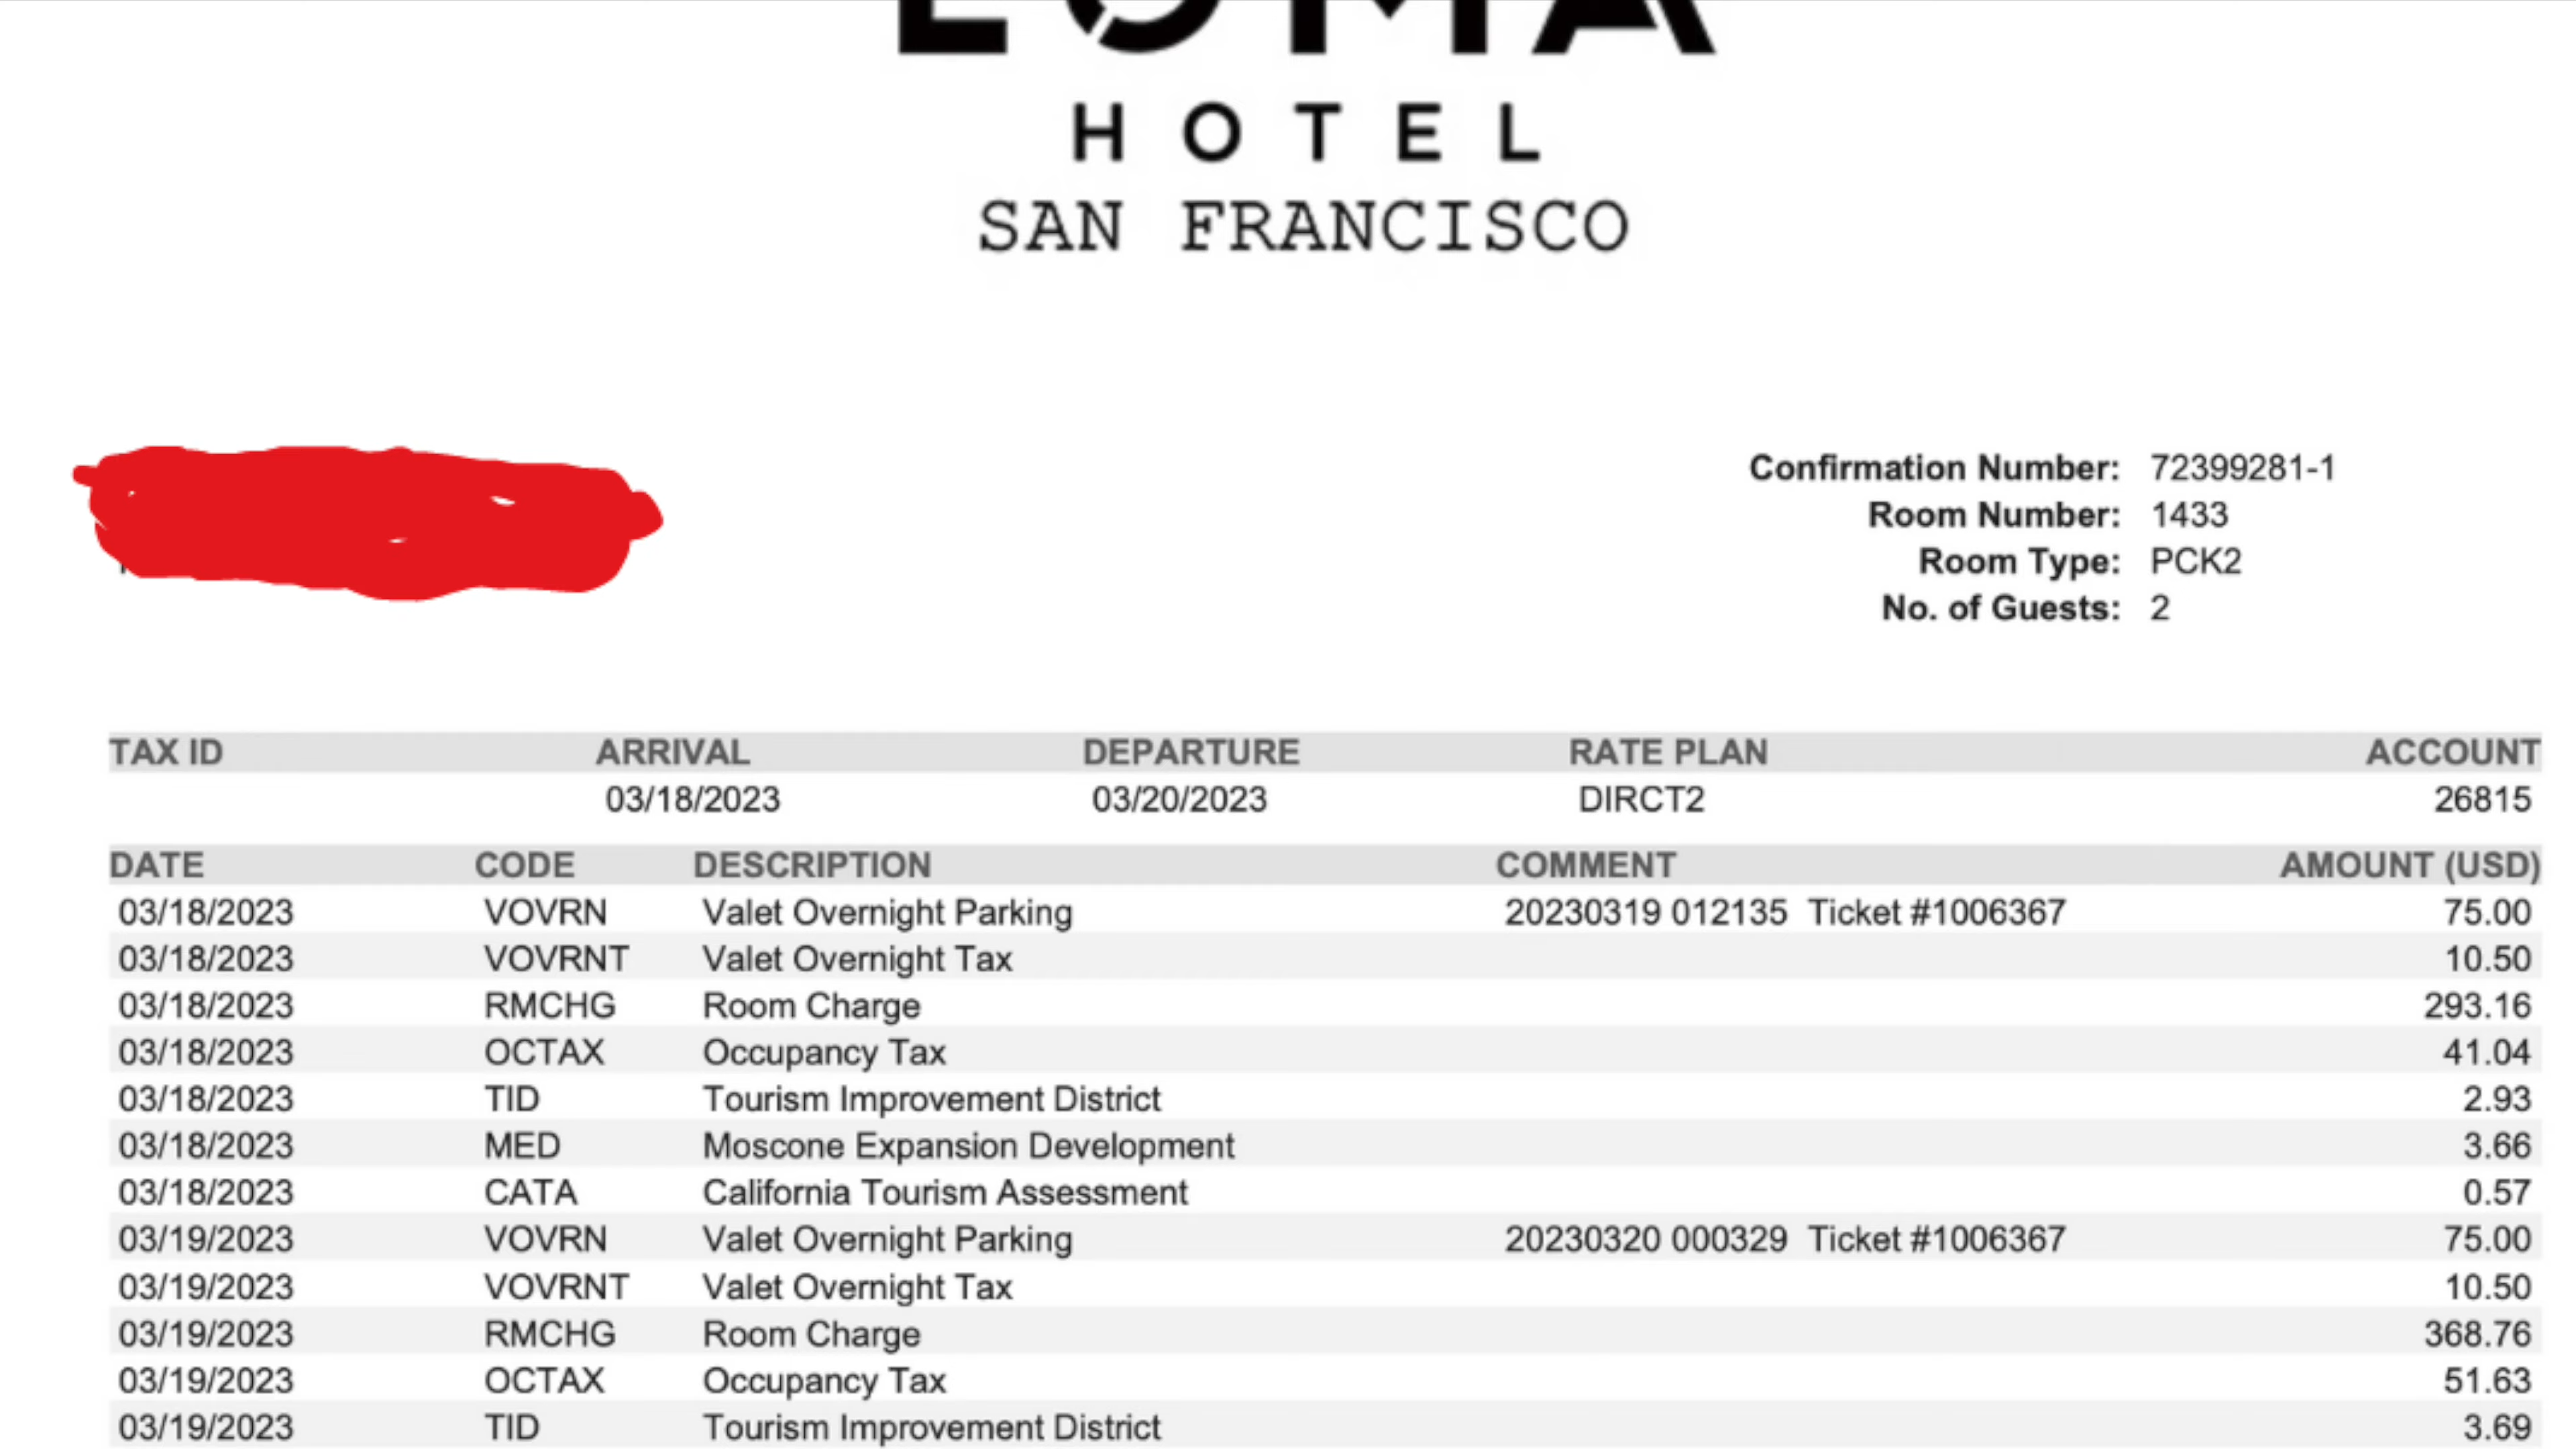 HOTEL
SAN FRANCISCO
Confirmation Number: 72399281-1
Room Number: 1433
Room Type: PCK2
No. of Guests: 2
TAX ID ARRIVAL DEPARTURE RATE PLAN ACCOUNT
03/18/2023 03/20/2023 DIRCT2 26815
DATE CODE DESCRIPTION COMMENT AMOUNT (USD)
03/18/2023 VOVRN Valet Overnight Parking 20230319 012135 Ticket #1006367 75.00
03/18/2023 VOVRNT Valet Overnight Tax 10.50
03/18/2023 RMCHG Room Charge 293.16
03/18/2023 OCTAX Occupancy Tax 41.04
03/18/2023 TID Tourism Improvement District 2.93
03/18/2023 MED Moscone Expansion Development 3.66
03/18/2023 CATA California Tourism Assessment 0.57
03/19/2023 VOVRN Valet Overnight Parking 20230320 000329 Ticket #1006367 75.00
03/19/2023 VOVRNT Valet Overnight Tax 10.50
03/19/2023 RMCHG Room Charge 368.76
03/19/2023 OCTAX Occupancy Tax 51.63
03/19/2023 TID Tourism Improvement District 3.69